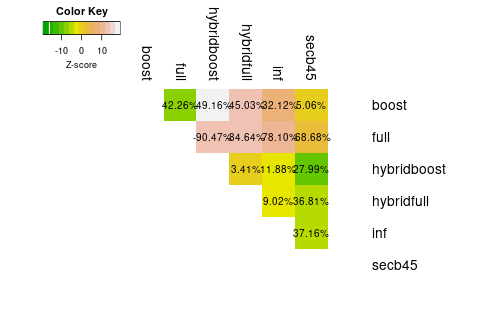 Color Key
-10 0 10
Z-score
boost full hybridboost hybridfull inf secb45
42.26% 49.16% 45.03% 32.12% 5.06% boost
-90.47% 84.64% 78.10% 68.68% full
3.41% 11.88% 27.99% hybridboost
9.02% 36.81% hybridfull
37.16% inf
secb45